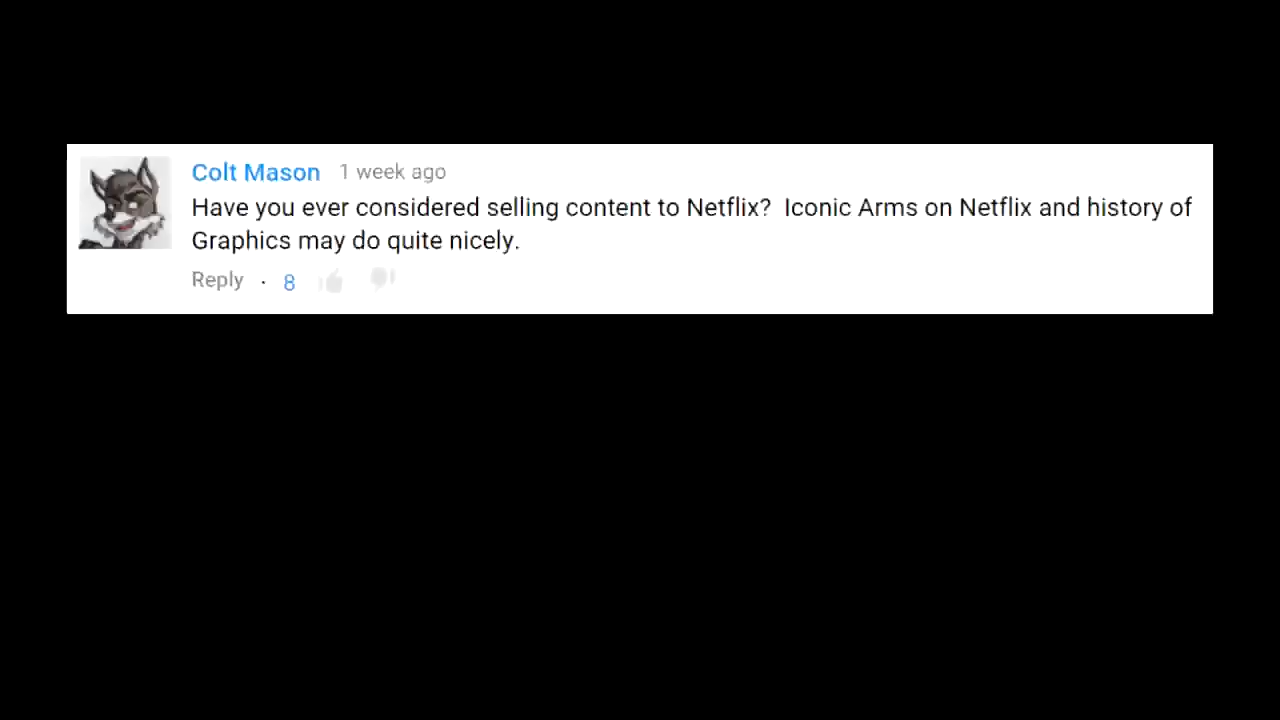 Colt Mason 1 week ago
Have you ever considered selling content to Netflix?  Iconic Arms on Netflix and history of
Graphics may do quite nicely.
Reply · 8